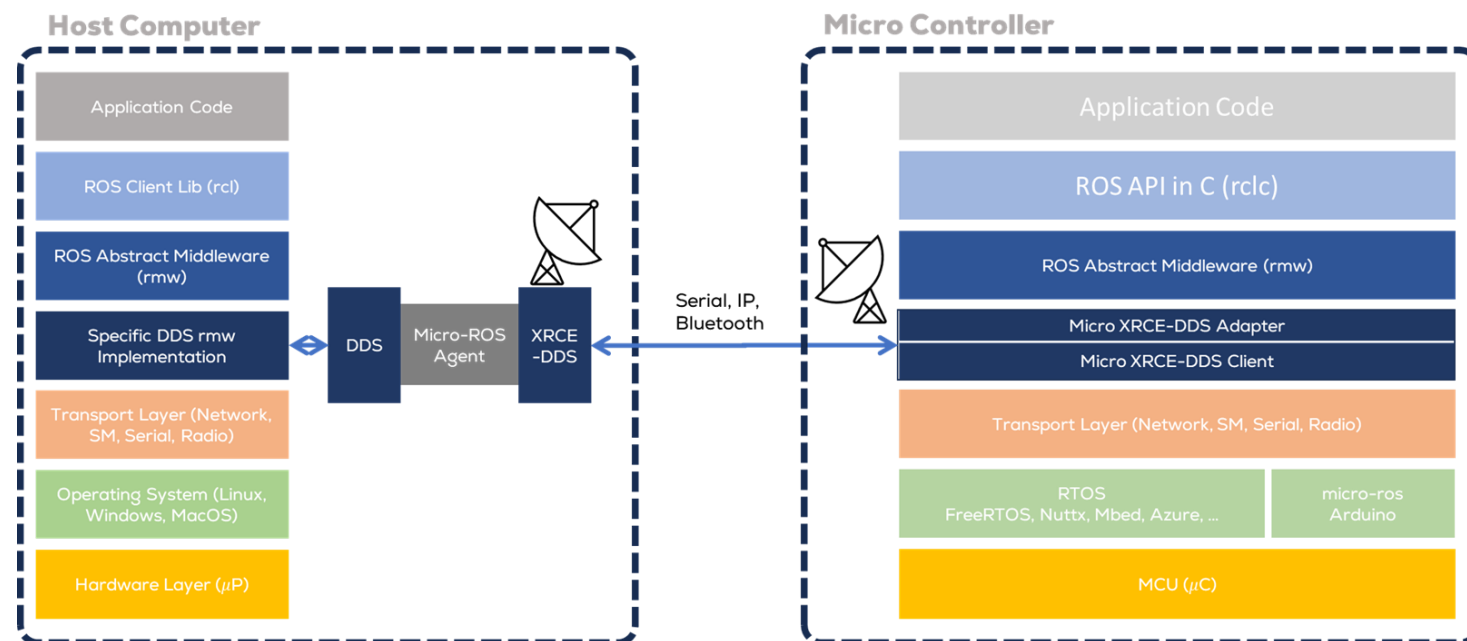 Host Computer
Application Code
ROS Client Lib (rcl)
ROS Abstract Middleware
(rmw)
Specific DDS rmw
Implementation
Transport Layer (Network,
SM, Serial, Radio)
Operating System (Linux,
Windows, MacOS)
Hardware Layer (μP)
DDS
Micro-ROS
Agent
XRCE
-DDS
Serial, IP,
Bluetooth
Micro Controller
Application Code
ROS API in C (rclc)
ROS Abstract Middleware (rmw)
Micro XRCE-DDS Adapter
Micro XRCE-DDS Client
Transport Layer (Network, SM, Serial, Radio)
RTOS
FreeRTOS, Nuttx, Mbed, Azure, ...
micro-ros
Arduino
MCU (μC)